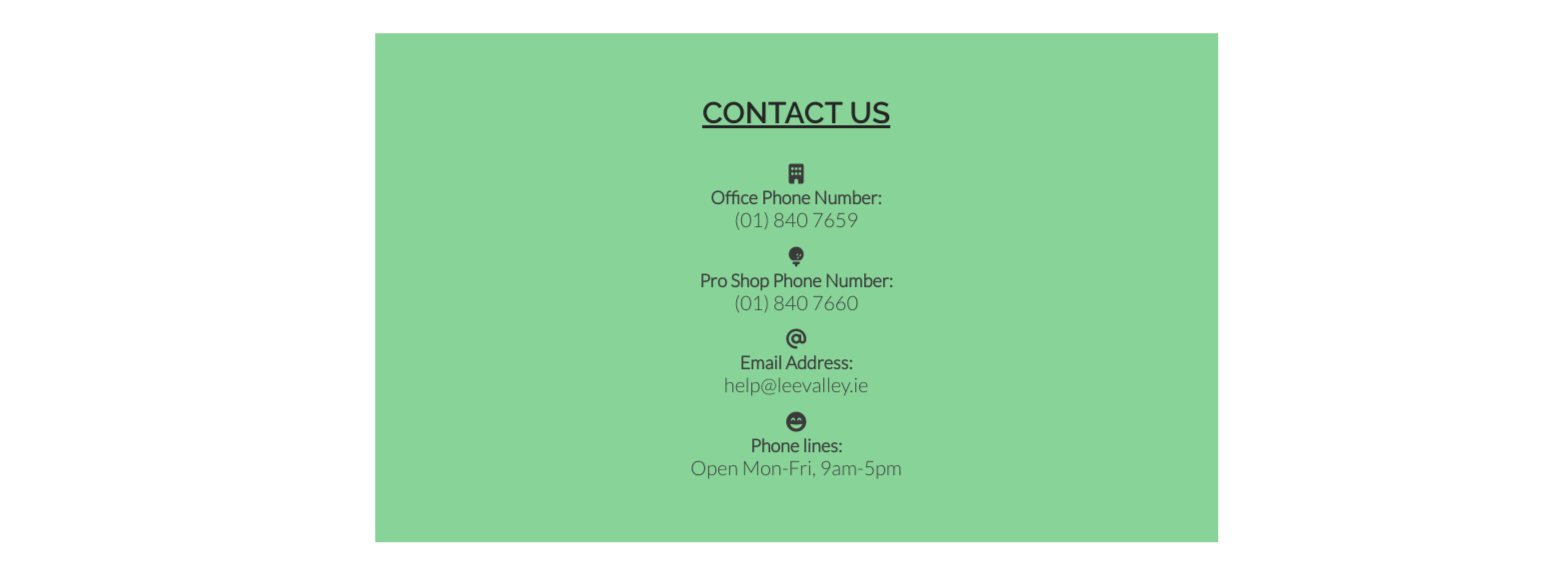 CONTACT US
Office Phone Number:
(01) 840 7659
Pro Shop Phone Number:
(01) 840 7660
Email Address:
help@leevalley.ie
Phone lines:
Open Mon-Fri, 9am-5pm